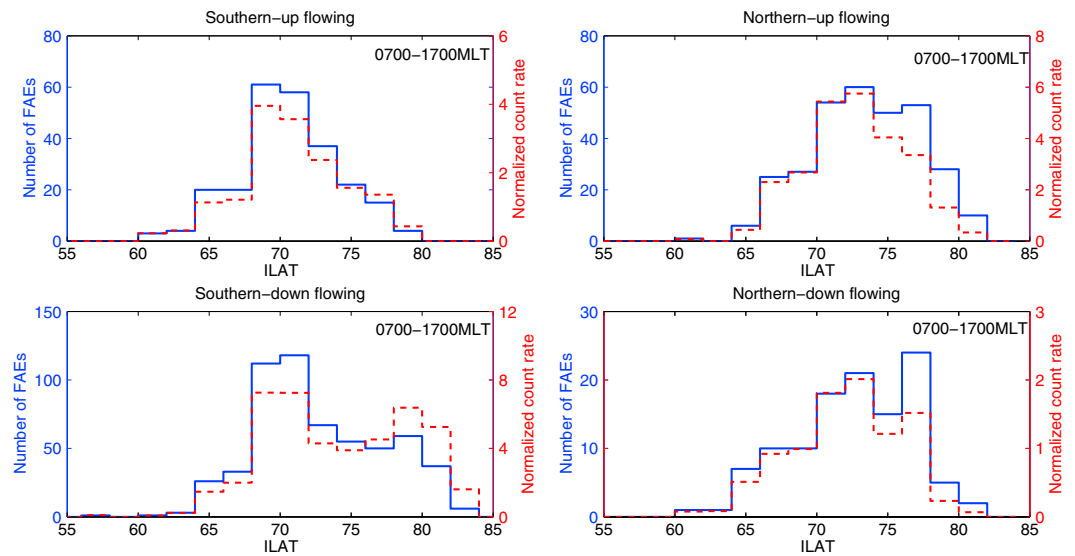 Southern-up flowing
0700-1700MLT
Number of FAEs
Normalized count rate
0 20 40 60 80
0 2 4 6
55 60 65 70 75 80 85
ILAT
Northern-up flowing
0700-1700MLT
Number of FAEs
Normalized count rate
0 20 40 60 80
0 2 4 6 8
55 60 65 70 75 80 85
ILAT
Southern-down flowing
0700-1700MLT
Number of FAEs
Normalized count rate
0 50 100 150
0 4 8 12
55 60 65 70 75 80 85
ILAT
Northern-down flowing
0700-1700MLT
Number of FAEs
Normalized count rate
0 10 20 30
0 1 2 3
55 60 65 70 75 80 85
ILAT